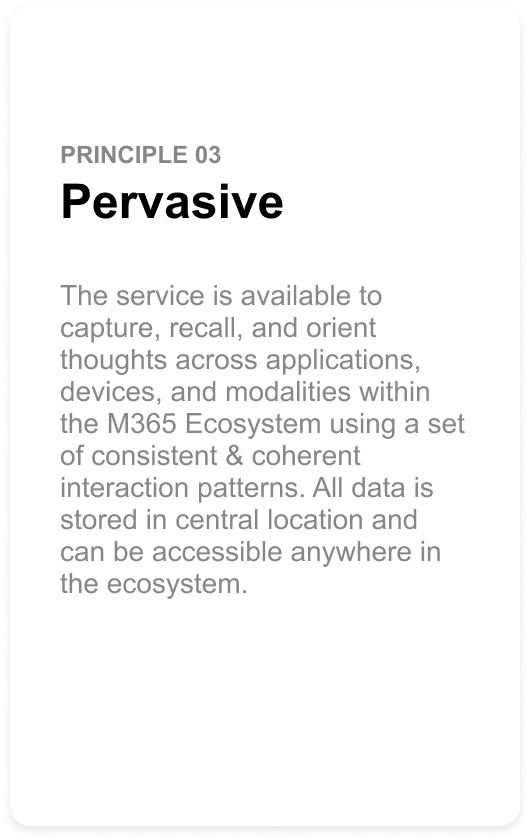 PRINCIPLE 03
Pervasive
The service is available to
capture, recall, and orient
thoughts across applications,
devices, and modalities within
the M365 Ecosystem using a set
of consistent & coherent
interaction patterns. All data is
stored in central location and
can be accessible anywhere in
the ecosystem.